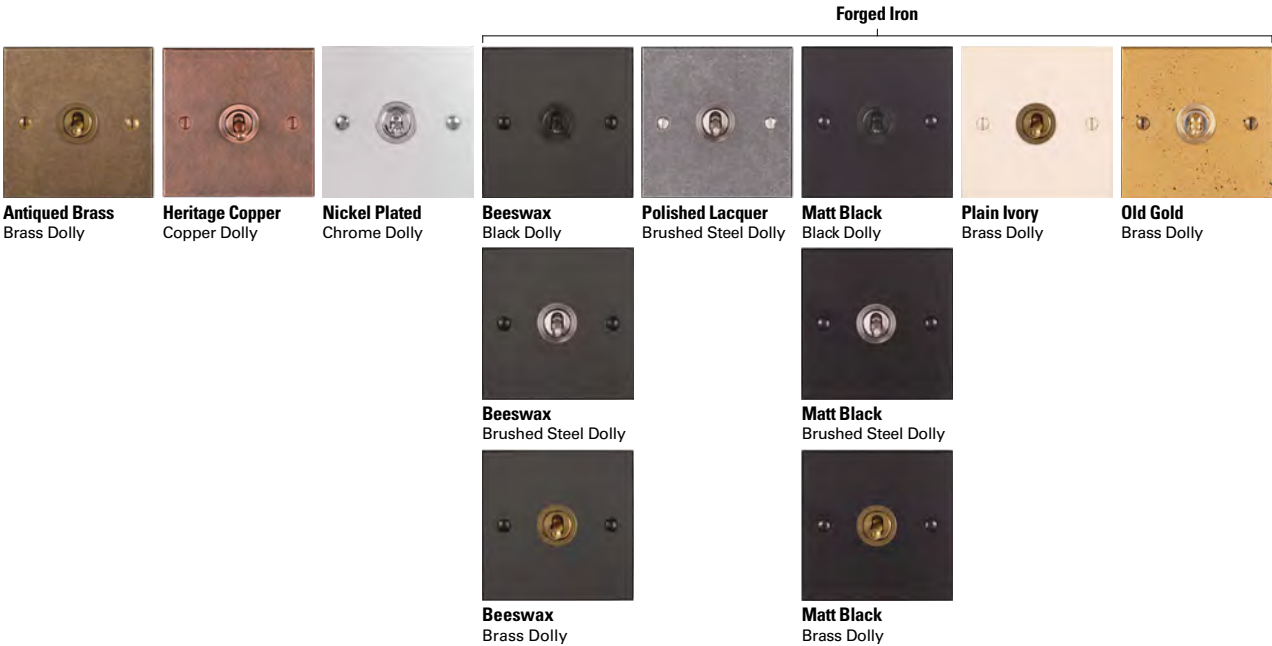 Forged Iron
Antiqued Brass
Brass Dolly
Heritage Copper
Copper Dolly
Nickel Plated
Chrome Dolly
Beeswax
Black Dolly
Polished Lacquer
Brushed Steel Dolly
Matt Black
Black Dolly
Plain Ivory
Brass Dolly
Old Gold
Brass Dolly
Beeswax
Brushed Steel Dolly
Matt Black
Brushed Steel Dolly
Beeswax
Brass Dolly
Matt Black
Brass Dolly